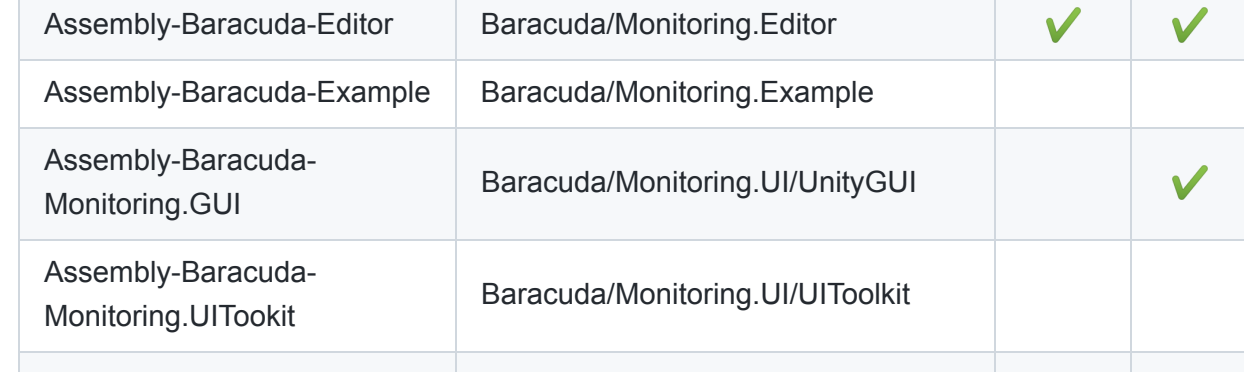 Assembly-Baracuda-Editor Baracuda/Monitoring.Editor ✔ ✔
Assembly-Baracuda-Example Baracuda/Monitoring.Example
Assembly-Baracuda-
Monitoring.GUI
Baracuda/Monitoring.UI/UnityGUI ✔
Assembly-Baracuda-
Monitoring.UITookit
Baracuda/Monitoring.UI/UIToolkit